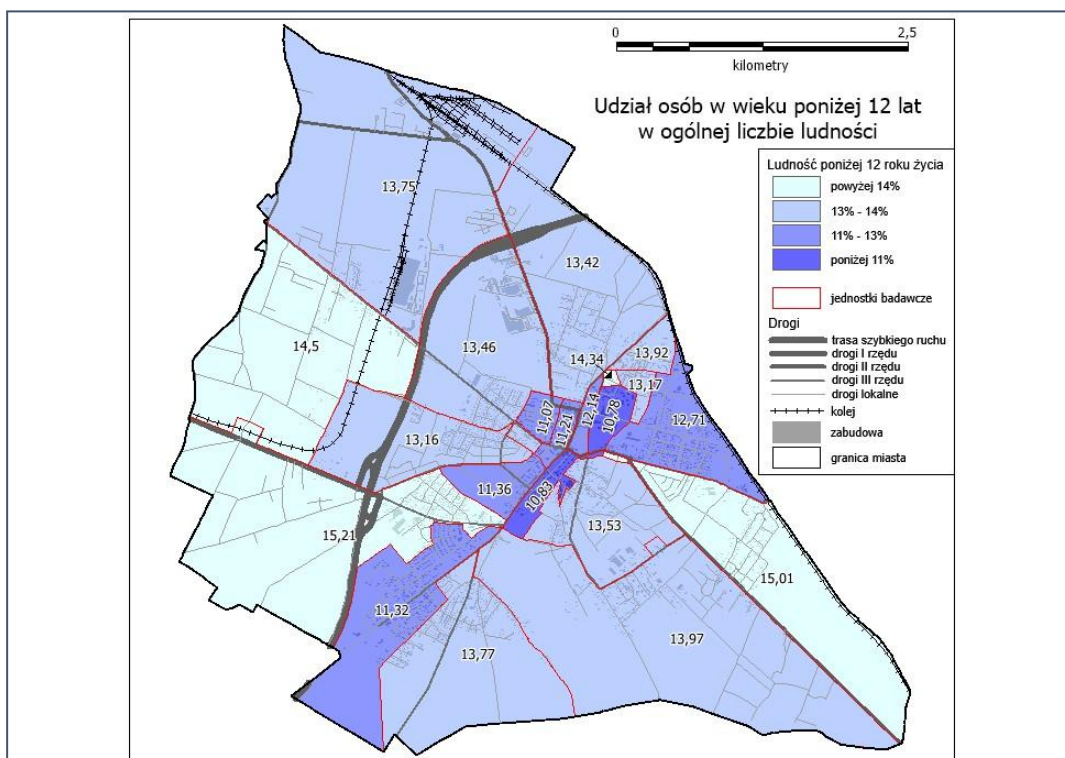 0 2,5
kilometry
Udział osób w wieku poniżej 12 lat
w ogólnej liczbie ludności
Ludność poniżej 12 roku życia
powyżej 14%
13% - 14%
11% - 13%
poniżej 11%
jednostki badawcze
Drogi
trasa szybkiego ruchu
drogi I rzędu
drogi II rzędu
drogi III rzędu
drogi lokalne
kolej
zabudowa
granica miasta
13,75
13,42
14,5
13,46
14,34
13,92
13,17
12,14
10,78
11,07
11,21
12,71
13,16
11,36
10,83
13,53
15,21
15,01
11,32
13,77
13,97